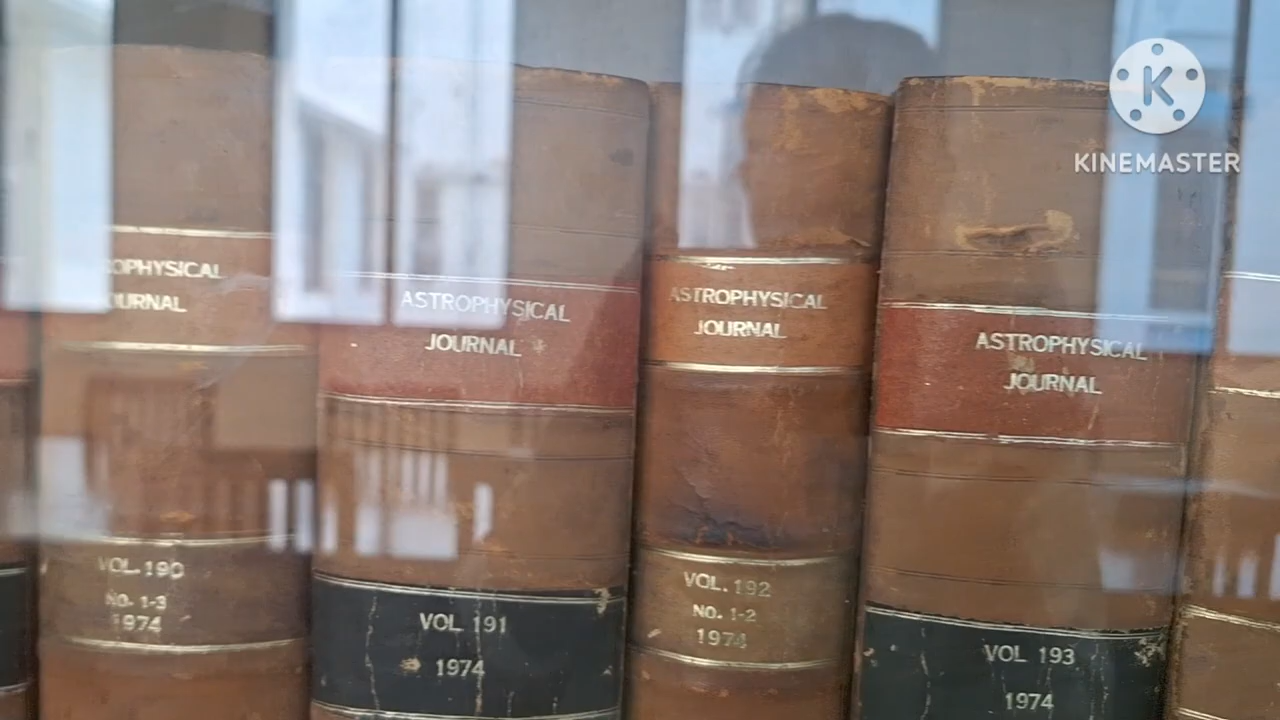 OPHYSICAL
OURNAL
VOL.190
NO. 1-3
1974
ASTROPHYSICAL
JOURNAL
VOL 191
1974
ASTROPHYSICAL
JOURNAL
VOL. 192
NO. 1-2
1974
ASTROPHYSICAL
JOURNAL
VOL 193
1974
K
KINEMASTER